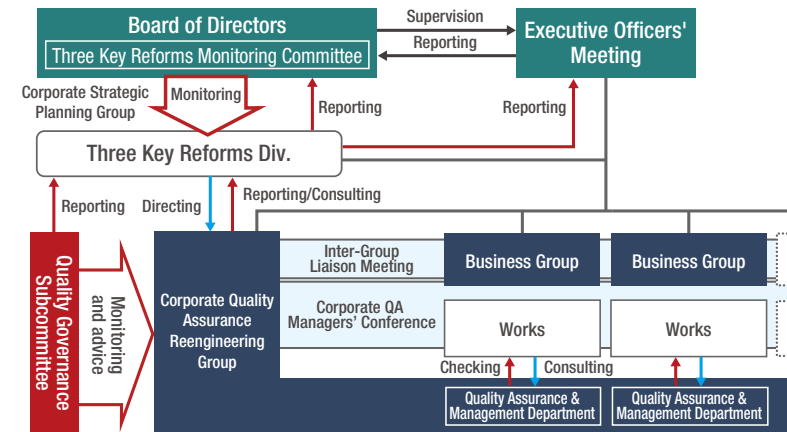 Board of Directors
Three Key Reforms Monitoring Committee
Supervision
Reporting
Executive Officers'
Meeting
Corporate Strategic
Planning Group
Monitoring
Reporting
Reporting
Three Key Reforms Div.
Reporting
Directing
Reporting/Consulting
Quality Governance
Subcommittee
Monitoring
and advice
Corporate Quality
Assurance
Reengineering
Group
Inter-Group
Liaison Meeting
Business Group
Business Group
Corporate QA
Managers' Conference
Works
Works
Checking
Consulting
Quality Assurance &
Management Department
Quality Assurance &
Management Department